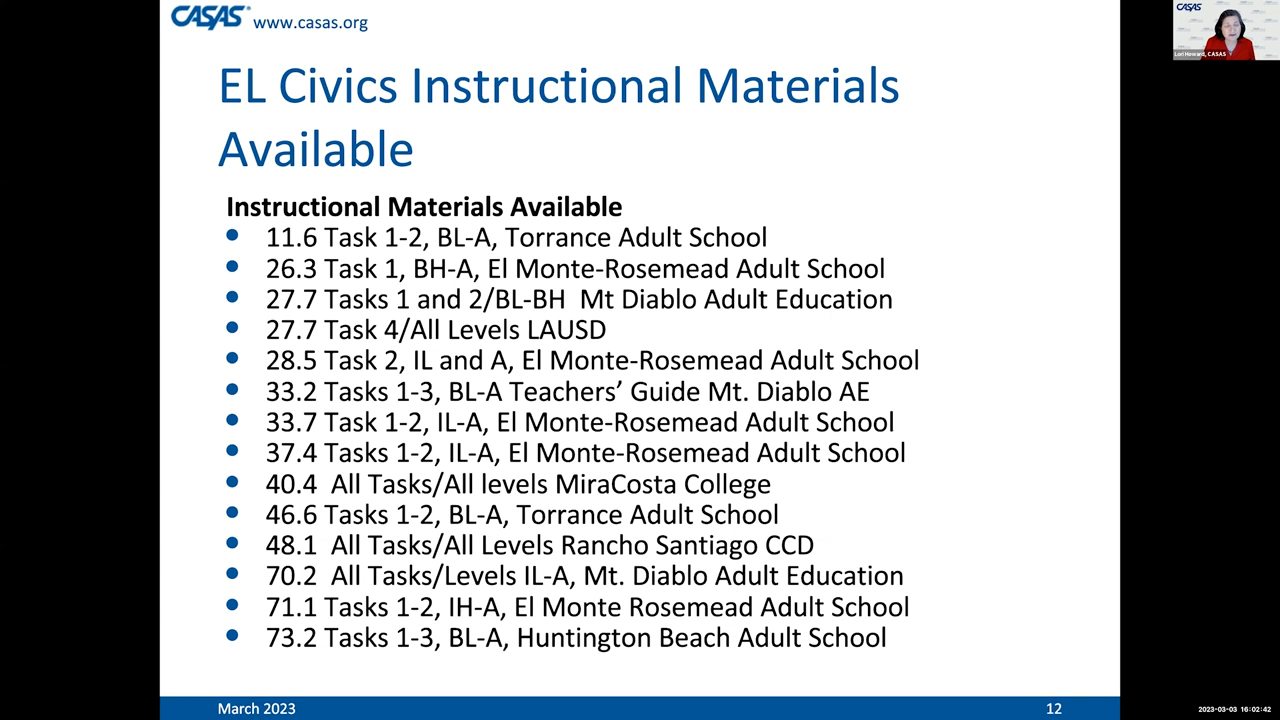 CASAS www.casas.org
CASAS
Lori Howard, CASAS
EL Civics Instructional Materials
Available
Instructional Materials Available
• 11.6 Task 1-2, BL-A, Torrance Adult School
• 26.3 Task 1, BH-A, El Monte-Rosemead Adult School
• 27.7 Tasks 1 and 2/BL-BH  Mt Diablo Adult Education
• 27.7 Task 4/All Levels LAUSD
• 28.5 Task 2, IL and A, El Monte-Rosemead Adult School
• 33.2 Tasks 1-3, BL-A Teachers’ Guide Mt. Diablo AE
• 33.7 Task 1-2, IL-A, El Monte-Rosemead Adult School
• 37.4 Tasks 1-2, IL-A, El Monte-Rosemead Adult School
• 40.4  All Tasks/All levels MiraCosta College
• 46.6 Tasks 1-2, BL-A, Torrance Adult School
• 48.1  All Tasks/All Levels Rancho Santiago CCD
• 70.2  All Tasks/Levels IL-A, Mt. Diablo Adult Education
• 71.1 Tasks 1-2, IH-A, El Monte Rosemead Adult School
• 73.2 Tasks 1-3, BL-A, Huntington Beach Adult School
March 2023
12
2023-03-03 16:02:42